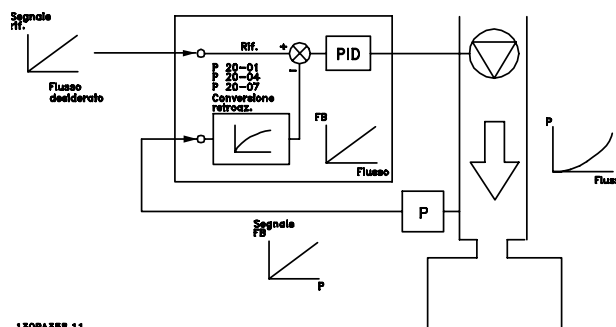 Segnale
rif.
Flusso
desiderato
Rif.
+
-
PID
P 20-01
P 20-04
P 20-07
Conversione
retroaz.
FB
Flusso
P
Flusso
P
Segnale
FB
P